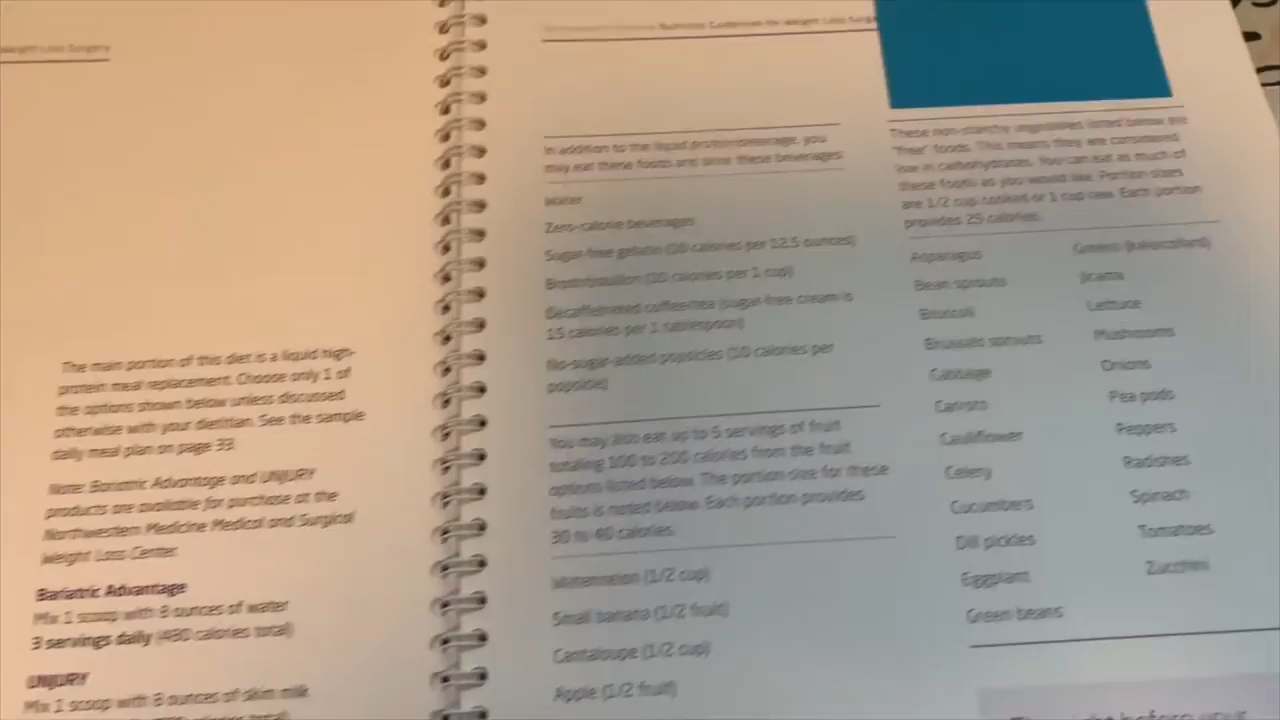 Weight Loss Surgery
The main portion of this diet is a liquid high-
protein meal replacement. Choose only 1 of
the options shown below unless discussed
otherwise with your dietitian. See the sample
daily meal plan on page 33.
Note: Bariatric Advantage and UNJURY
products are available for purchase at the
Northwestern Medicine Medical and Surgical
Weight Loss Center.
Bariatric Advantage
Mix 1 scoop with 8 ounces of water
3 servings daily (480 calories total)
UNJURY
Mix 1 scoop with 8 ounces of skim milk
Nutrition Guidelines for Weight Loss Surgery
In addition to the liquid protein beverage, you
may eat these foods and drink these beverages:
Water
Zero-calorie beverages
Sugar-free gelatin (10 calories per 12.5 ounces)
Broth/bouillon (10 calories per 1 cup)
Decaffeinated coffee/tea (sugar-free cream is
15 calories per 1 tablespoon)
No-sugar-added popsicles (10 calories per
popsicle)
You may also eat up to 5 servings of fruit
totaling 100 to 200 calories from the fruit
options listed below. The portion size for these
fruits is noted below. Each portion provides
30 to 40 calories.
Watermelon (1/2 cup)
Small banana (1/2 fruit)
Cantaloupe (1/2 cup)
Apple (1/2 fruit)
These non-starchy vegetables listed below are
"free" foods. This means they are considered
low in carbohydrates. You can eat as much of
these foods as you would like. Portion sizes
are 1/2 cup cooked or 1 cup raw. Each portion
provides 25 calories.
Asparagus
Bean sprouts
Broccoli
Brussels sprouts
Cabbage
Carrots
Cauliflower
Celery
Cucumbers
Dill pickles
Eggplant
Green beans
Greens (kale/collard)
Jicama
Lettuce
Mushrooms
Onions
Pea pods
Peppers
Radishes
Spinach
Tomatoes
Zucchini